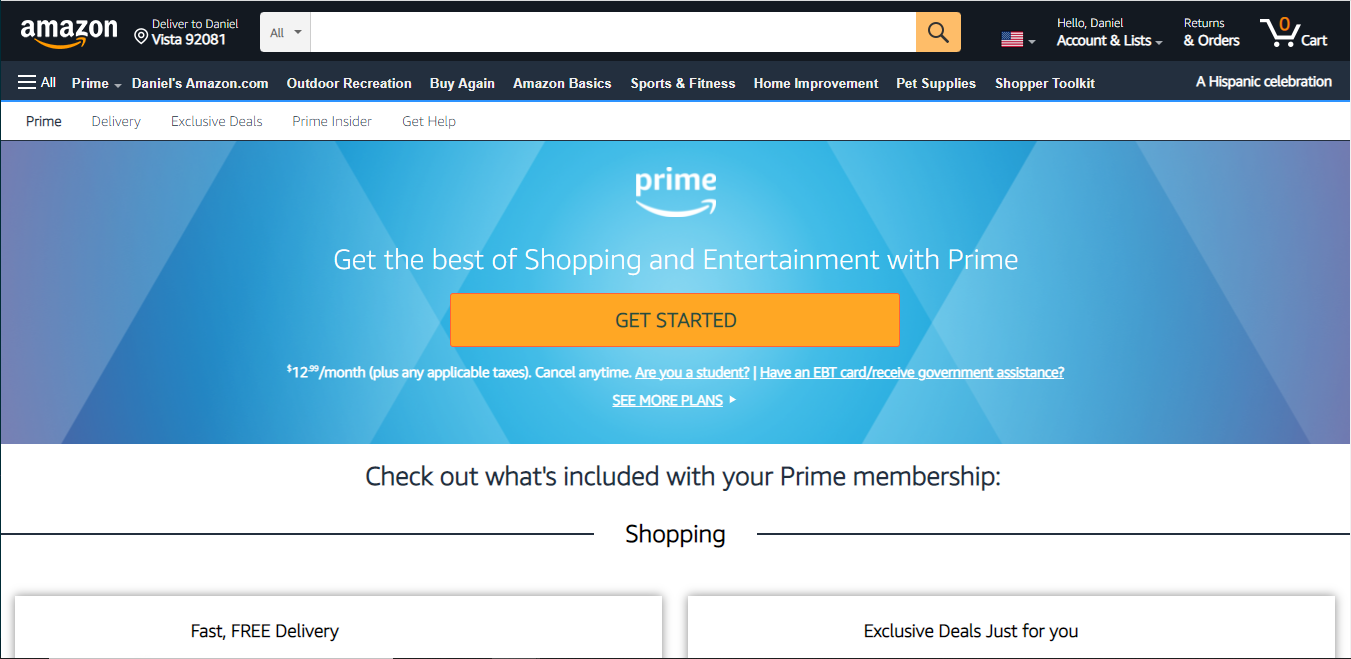 amazon
Deliver to Daniel
Vista 92081
All
Hello, Daniel
Account & Lists
Returns
& Orders
0
Cart
All
Prime
Daniel's Amazon.com
Outdoor Recreation
Buy Again
Amazon Basics
Sports & Fitness
Home Improvement
Pet Supplies
Shopper Toolkit
A Hispanic celebration
Prime
Delivery
Exclusive Deals
Prime Insider
Get Help
prime
Get the best of Shopping and Entertainment with Prime
GET STARTED
$12.99/month (plus any applicable taxes). Cancel anytime. Are you a student? | Have an EBT card/receive government assistance?
SEE MORE PLANS
Check out what's included with your Prime membership:
Shopping
Fast, FREE Delivery
Exclusive Deals Just for you